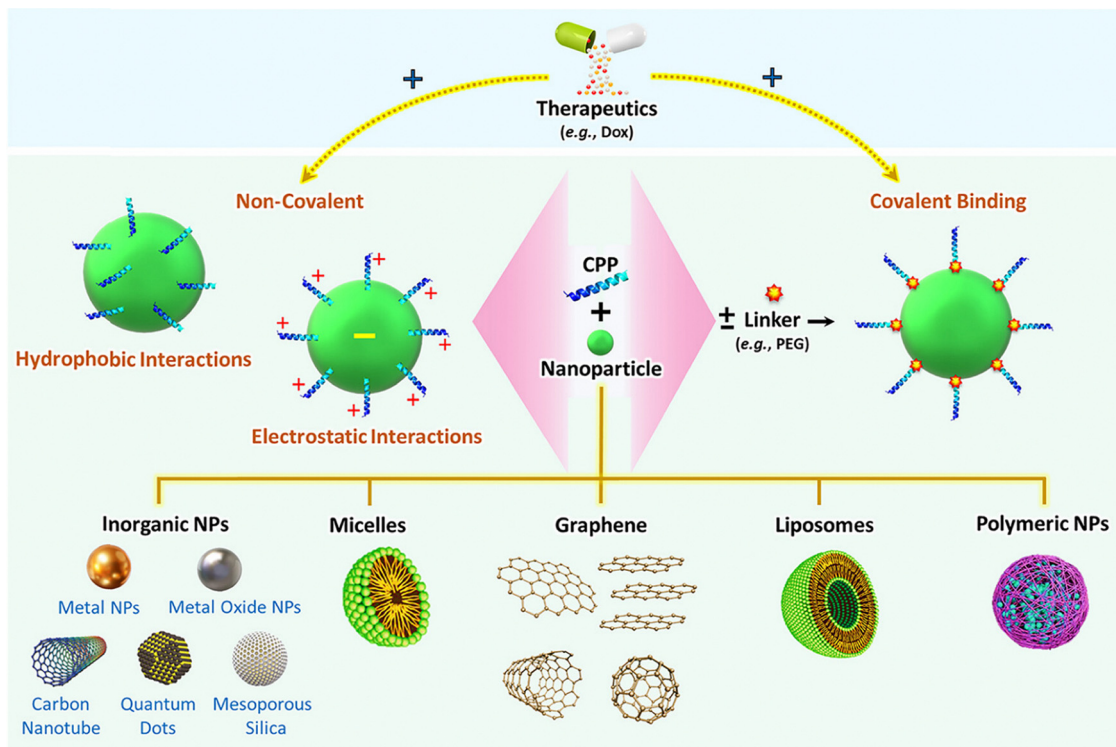 +
+
Therapeutics
(e.g., Dox)
Non-Covalent
Covalent Binding
Hydrophobic Interactions
+ + + + + + + +
−
Electrostatic Interactions
CPP
+
Nanoparticle
± Linker →
(e.g., PEG)
Inorganic NPs
Metal NPs
Metal Oxide NPs
Carbon
Nanotube
Quantum
Dots
Mesoporous
Silica
Micelles
Graphene
Liposomes
Polymeric NPs